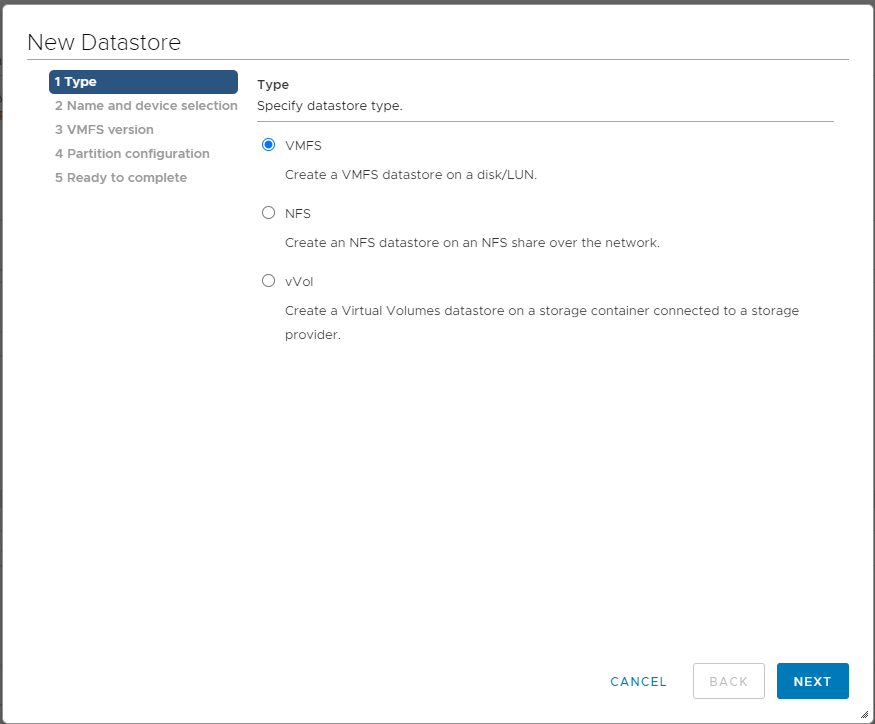 New Datastore
1 Type
2 Name and device selection
3 VMFS version
4 Partition configuration
5 Ready to complete
Type
Specify datastore type.
VMFS
Create a VMFS datastore on a disk/LUN.
NFS
Create an NFS datastore on an NFS share over the network.
vVol
Create a Virtual Volumes datastore on a storage container connected to a storage
provider.
CANCEL
BACK
NEXT